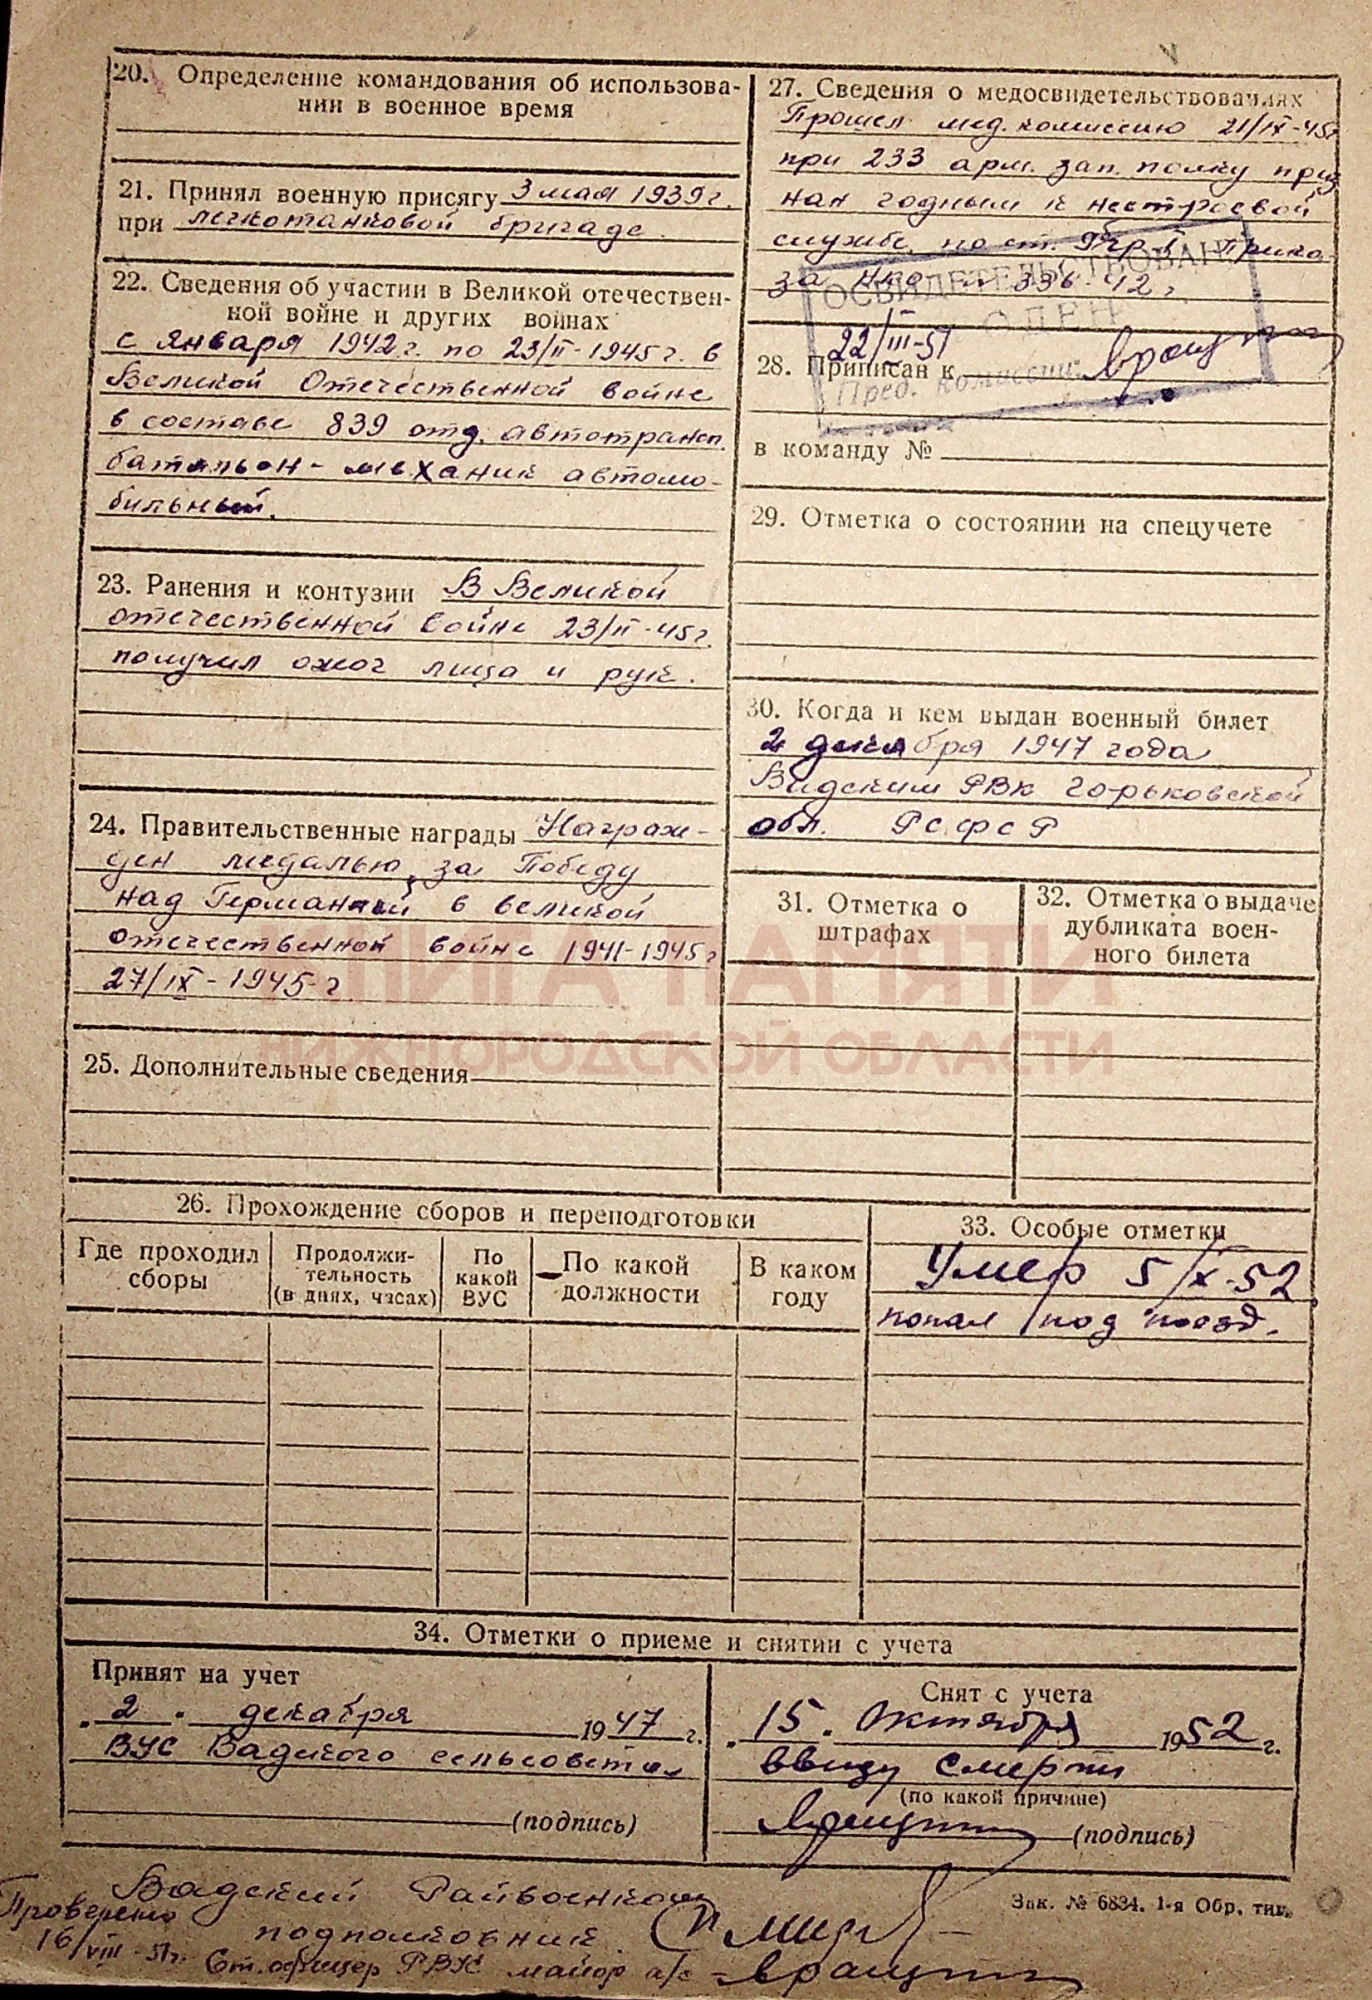 20. Определение командования об использова-
нии в военное время
21. Принял военную присягу 3 мая 1939 г.
при легкотанковой бригаде.
22. Сведения об участии в Великой отечествен-
ной войне и других войнах
с января 1942 г. по 23/II-1945 г. в
Великой Отечественной войне
в составе 839 отд. автотрансп.
батальон - механик автомо-
бильный.
23. Ранения и контузии В Великой
отечественной войне 23/II-45 г.
получил ожог лица и рук.
24. Правительственные награды Награж-
ден медалью „за Победу
над Германией в великой
отечественной войне 1941-1945 г
27/IX-1945 г.
25. Дополнительные сведения
27. Сведения о медосвидетельствованиях
Прошел мед. комиссию 21/IX-45г
при 233 арм. зап. полку приз
нан годным к нестроевой
службе по ст. гр. I прика-
за НКО 336-42 г
ОСВИДЕТЕЛЬСТВОВАН
ГОДЕН
22/III-51
28. Приписан к
Пред. комиссии:
в команду №
29. Отметка о состоянии на спецучете
30. Когда и кем выдан военный билет
2 декабря 1947 года
Вадским РВК Горьковской
обл. РСФСР
31. Отметка о
штрафах
32. Отметка о выдаче
дубликата воен-
ного билета
КНИГА ПАМЯТИ
НИЖЕГОРОДСКОЙ ОБЛАСТИ
26. Прохождение сборов и переподготовки
Где проходил
сборы
Продолжи-
тельность
(в днях, часах)
По
какой
ВУС
По какой
должности
В каком
году
33. Особые отметки
Умер 5/X-52
попал под поезд.
34. Отметки о приеме и снятии с учета
Принят на учет
„2“ декабря 1947 г.
ВУС Вадского сельсовета
(подпись)
Снят с учета
„15“ Октября 1952 г.
ввиду смерти
(по какой причине)
(подпись)
Вадский Райвоенком
Проверено
подполковник
16/VIII-51г.
Ст. офицер РВК майор а/с
Зак. № 6834. 1-я Обр. тип.